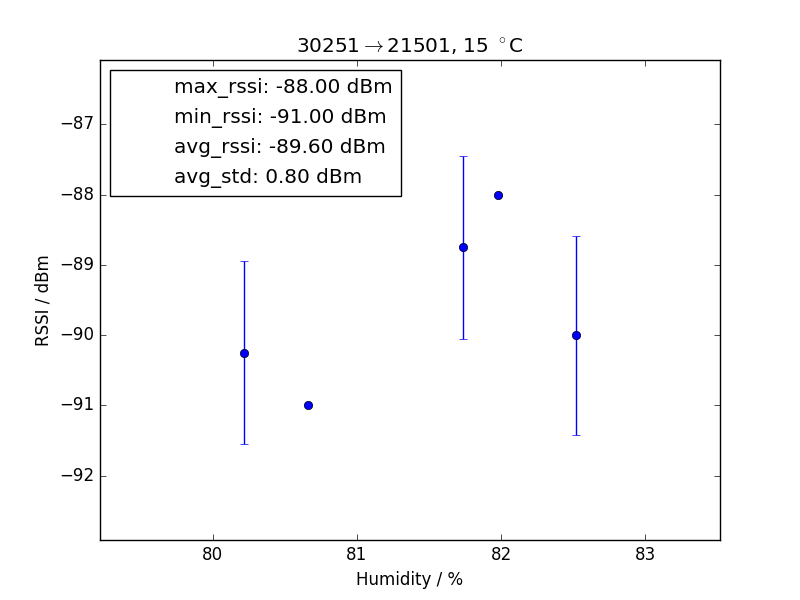 30251→21501, 15 °C
max_rssi: -88.00 dBm
min_rssi: -91.00 dBm
avg_rssi: -89.60 dBm
avg_std: 0.80 dBm
RSSI / dBm
−87
−88
−89
−90
−91
−92
80 81 82 83
Humidity / %